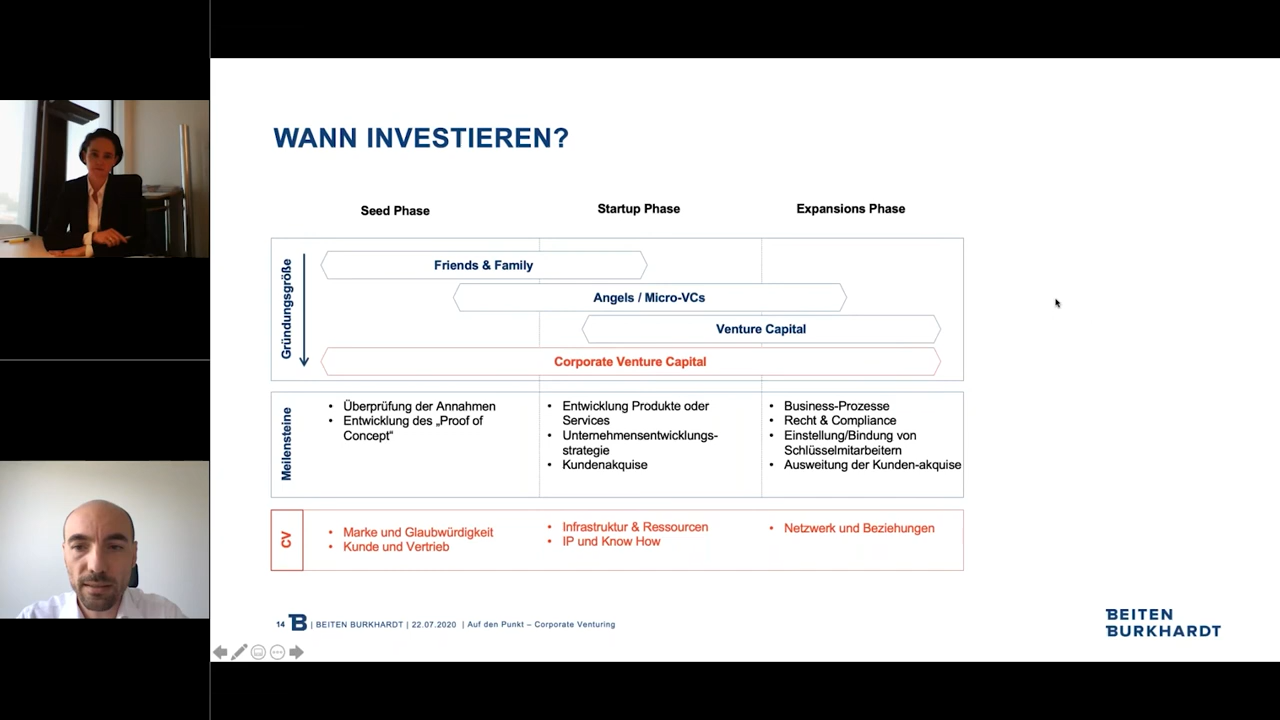 WANN INVESTIEREN?
Seed Phase
Startup Phase
Expansions Phase
Gründungsgröße
Friends & Family
Angels / Micro-VCs
Venture Capital
Corporate Venture Capital
Meilensteine
• Überprüfung der Annahmen
• Entwicklung des „Proof of
Concept“
• Entwicklung Produkte oder
Services
• Unternehmensentwicklungs-
strategie
• Kundenakquise
• Business-Prozesse
• Recht & Compliance
• Einstellung/Bindung von
Schlüsselmitarbeitern
• Ausweitung der Kunden-akquise
CV
• Marke und Glaubwürdigkeit
• Kunde und Vertrieb
• Infrastruktur & Ressourcen
• IP und Know How
• Netzwerk und Beziehungen
14 B | BEITEN BURKHARDT | 22.07.2020 | Auf den Punkt – Corporate Venturing
BEITEN
BURKHARDT